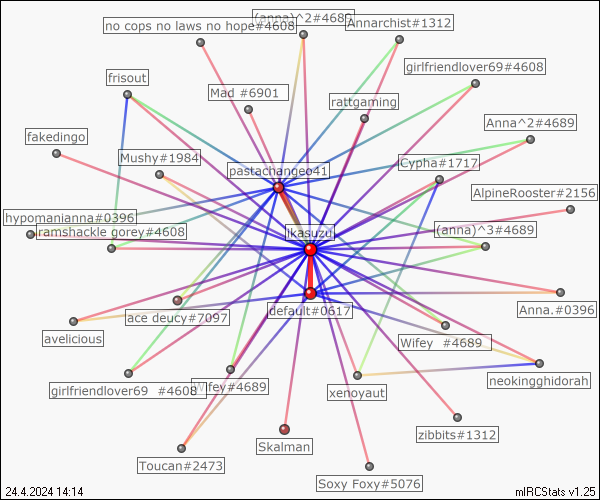 (anna)^2#4689
Annarchist#1312
no cops no laws no hope#4608
girlfriendlover69#4608
frisout
Mad #6901
rattgaming
Anna^2#4689
fakedingo
Mushy#1984
Cypha#1717
pastachangeo41
AlpineRooster#2156
hypomanianna#0396
ramshackle gorey#4608
ikasuzu
(anna)^3#4689
default#0617
Anna.#0396
ace deucy#7097
avelicious
Wifey #4689
neokingghidorah
girlfriendlover69 #4608
Wifey#4689
xenoyaut
zibbits#1312
Skalman
Toucan#2473
Soxy Foxy#5076
24.4.2024 14:14
mIRCStats v1.25